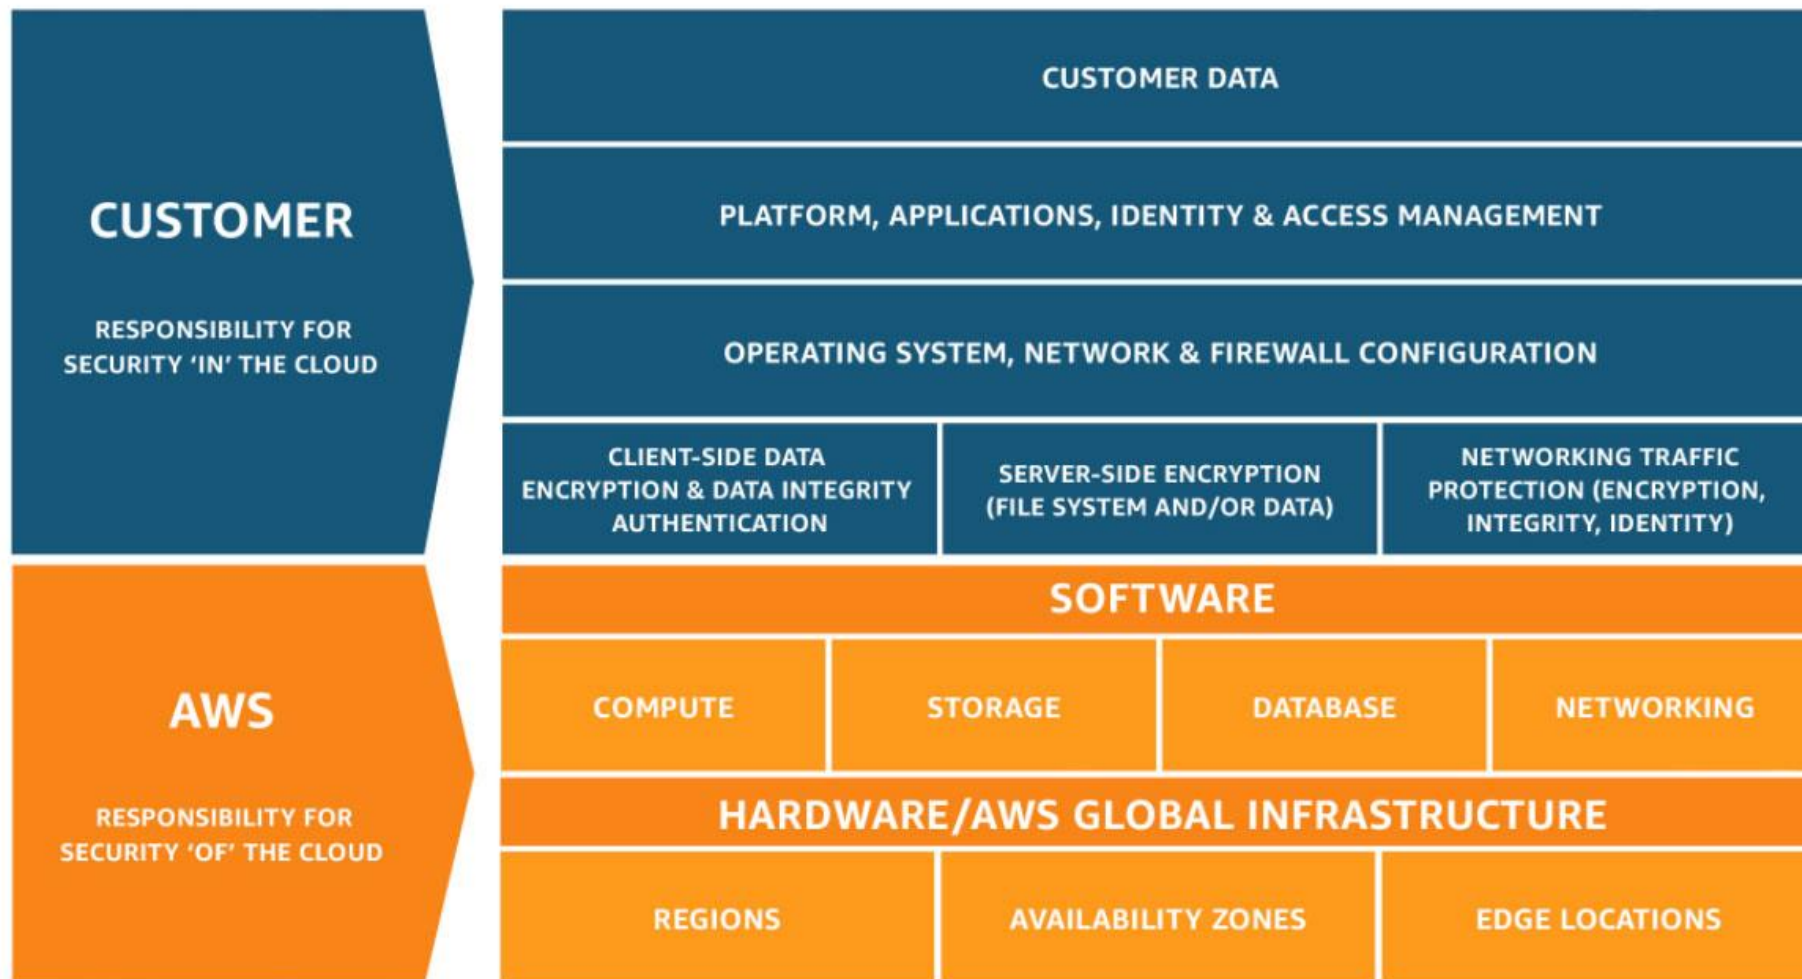 CUSTOMER
RESPONSIBILITY FOR
SECURITY ‘IN’ THE CLOUD
CUSTOMER DATA
PLATFORM, APPLICATIONS, IDENTITY & ACCESS MANAGEMENT
OPERATING SYSTEM, NETWORK & FIREWALL CONFIGURATION
CLIENT-SIDE DATA
ENCRYPTION & DATA INTEGRITY
AUTHENTICATION
SERVER-SIDE ENCRYPTION
(FILE SYSTEM AND/OR DATA)
NETWORKING TRAFFIC
PROTECTION (ENCRYPTION,
INTEGRITY, IDENTITY)
AWS
RESPONSIBILITY FOR
SECURITY ‘OF’ THE CLOUD
SOFTWARE
COMPUTE
STORAGE
DATABASE
NETWORKING
HARDWARE/AWS GLOBAL INFRASTRUCTURE
REGIONS
AVAILABILITY ZONES
EDGE LOCATIONS